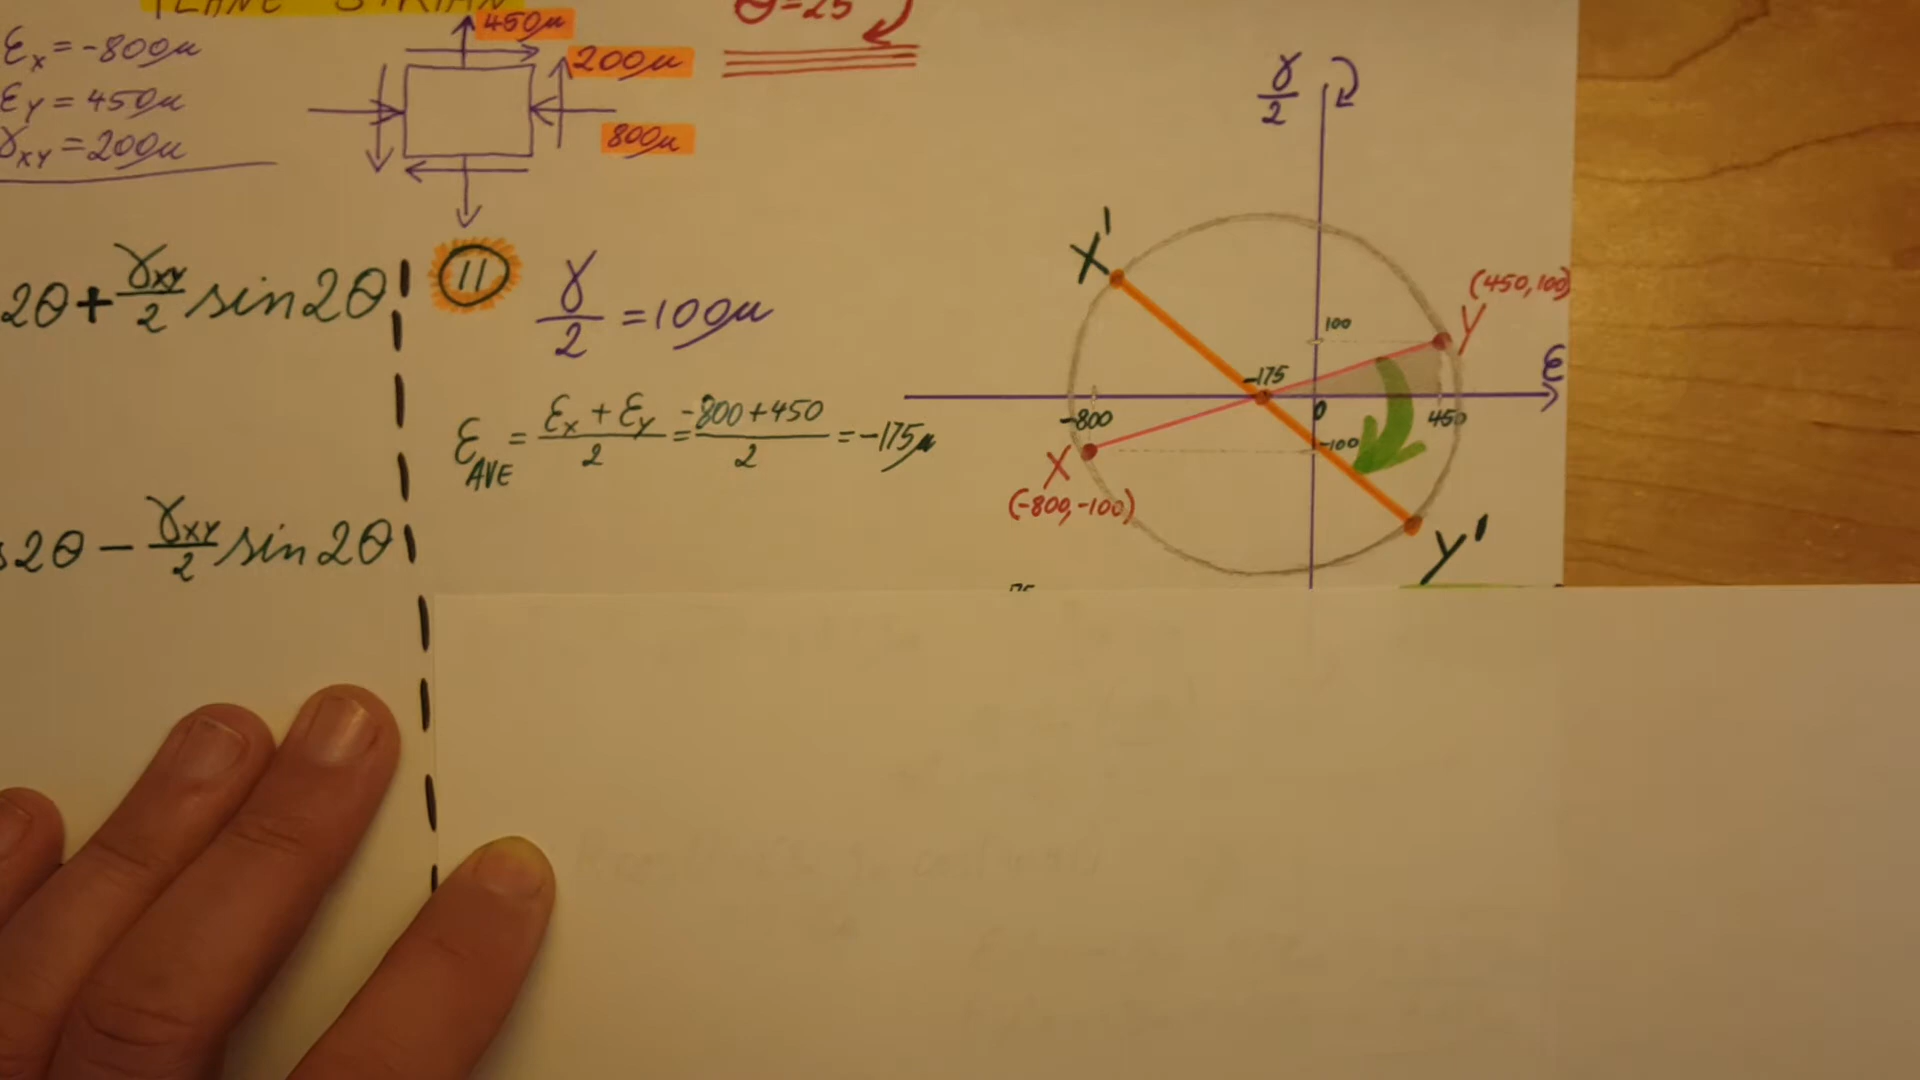 PLANE STRIAN
εx = -800μ
εY = 450μ
γXY = 200μ
450μ
200μ
800μ
θ=25
2θ + γXY/2 sin2θ
2θ - γXY/2 sin2θ
11
γ/2 = 100μ
εAVE = (εx + εY)/2 = (-800+450)/2 = -175μ
γ/2
X'
(450,100)
Y
100
ε
-175
-800
0
450
-100
X
(-800,-100)
Y'